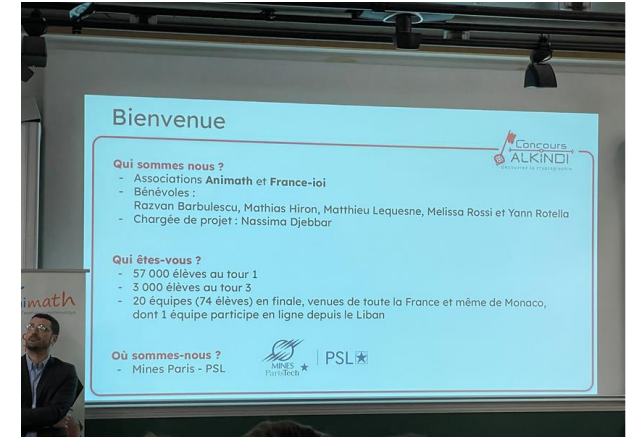 Bienvenue
Concours
ALKINDI
Découvrez la cryptographie
Qui sommes nous ?
- Associations Animath et France-ioi
- Bénévoles :
Razvan Barbulescu, Mathias Hiron, Matthieu Lequesne, Melissa Rossi et Yann Rotella
- Chargée de projet : Nassima Djebbar
Qui êtes-vous ?
- 57 000 élèves au tour 1
- 3 000 élèves au tour 3
- 20 équipes (74 élèves) en finale, venues de toute la France et même de Monaco,
dont 1 équipe participe en ligne depuis le Liban
Où sommes-nous ?
- Mines Paris - PSL
MINES
ParisTech
PSL
imath